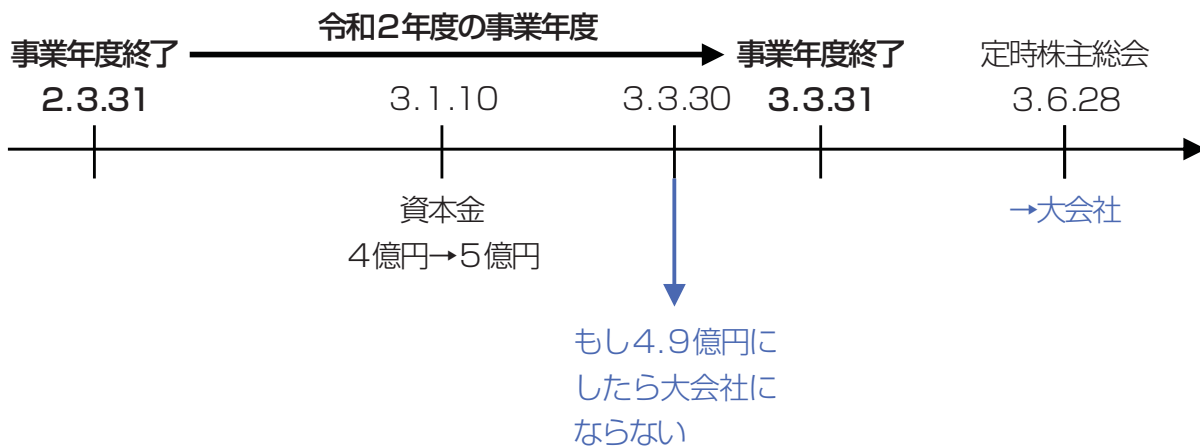 令和2年度の事業年度
事業年度終了
事業年度終了
定時株主総会
2.3.31
3.1.10
3.3.30
3.3.31
3.6.28
資本金
4億円→5億円
→大会社
もし4.9億円に
したら大会社に
ならない